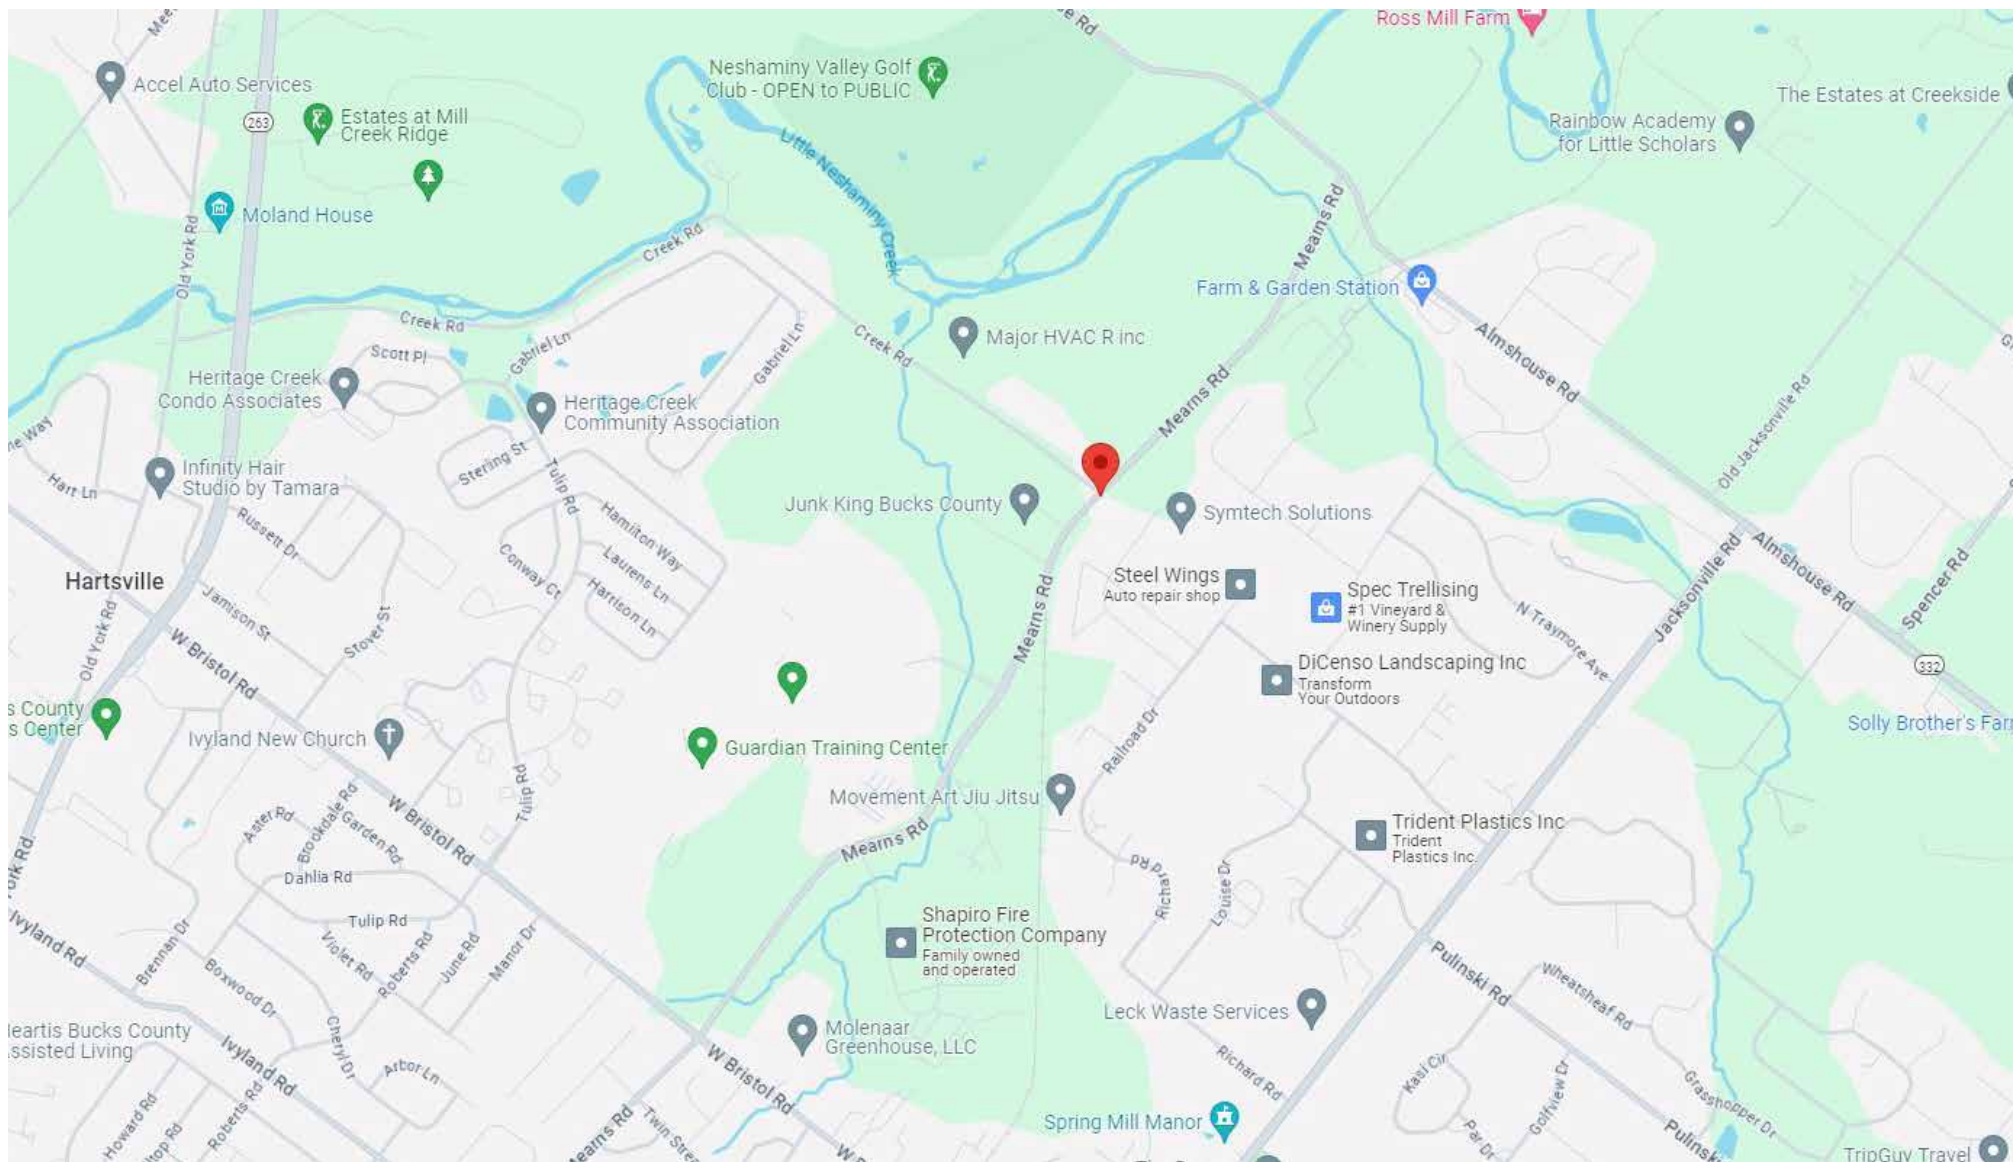 Ross Mill Farm
Accel Auto Services
263
Estates at Mill
Creek Ridge
Neshaminy Valley Golf
Club - OPEN to PUBLIC
The Estates at Creekside
Rainbow Academy
for Little Scholars
Little Neshaminy Creek
Moland House
Old York Rd
Creek Rd
Mearns Rd
Farm & Garden Station
Creek Rd
Scott Pl
Gabriel Ln
Gabriel Ln
Creek Rd
Major HVAC R inc
Almshouse Rd
Heritage Creek
Condo Associates
Heritage Creek
Community Association
Mearns Rd
Old Jacksonville Rd
Hart Ln
Infinity Hair
Studio by Tamara
Sterling St
Tulip Rd
Junk King Bucks County
Symtech Solutions
Russett Dr
Hamilton Way
Conway Ct
Laurens Ln
Harrison Ln
Hartsville
Steel Wings
Auto repair shop
Spec Trellising
#1 Vineyard &
Winery Supply
Mearns Rd
N Traymore Ave
Jacksonville Rd
Almshouse Rd
Spencer Rd
332
Jamison St
Stover St
Old York Rd
W Bristol Rd
DiCenso Landscaping Inc
Transform
Your Outdoors
Solly Brother's
County
Center
Ivyland New Church
Guardian Training Center
Railroad Dr
Tulip Rd
Movement Art Jiu Jitsu
Mearns Rd
Trident Plastics Inc
Trident
Plastics Inc.
Aster Rd
Brookdale Rd
Garden Rd
W Bristol Rd
Dahlia Rd
Richard Rd
Louise Dr
Tulip Rd
Shapiro Fire
Protection Company
Family owned
and operated
Ivyland Rd
Brennan Dr
Violet Rd
Roberts Rd
June Rd
Manor Dr
Boxwood Dr
Pulinski Rd
Wheatsheaf Rd
Leck Waste Services
Bucks County
Assisted Living
Cheryl Dr
Molenaar
Greenhouse, LLC
Ivyland Rd
Arbor Ln
W Bristol Rd
Richard Rd
Kasi Cir
Golfview Dr
Grasshopper Dr
Howard Rd
Roberts Rd
Mearns Rd
Spring Mill Manor
Par Dr
Pulinski
TripGuy Travel